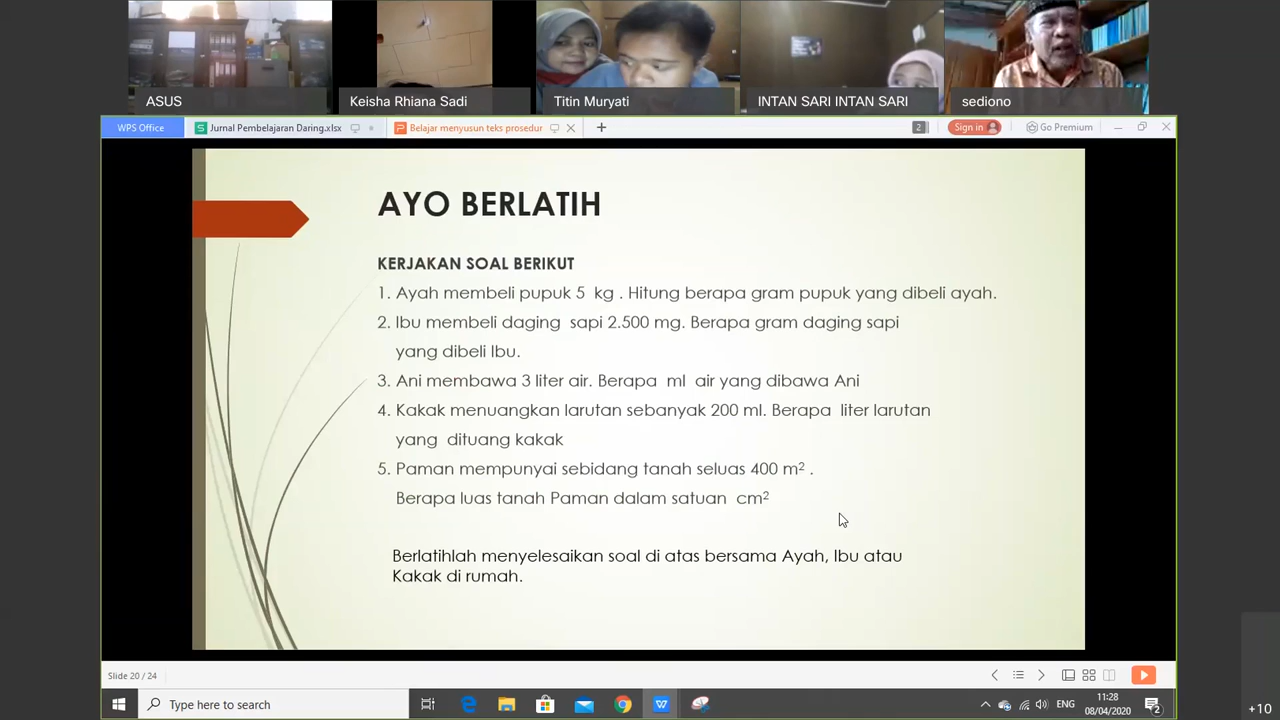 ASUS
Keisha Rhiana Sadi
Titin Muryati
INTAN SARI INTAN SARI
sediono
WPS Office
Jurnal Pembelajaran Daring.xlsx
Belajar menyusun teks prosedur
2
Sign in
Go Premium
AYO BERLATIH
KERJAKAN SOAL BERIKUT
1. Ayah membeli pupuk 5 kg . Hitung berapa gram pupuk yang dibeli ayah.
2. Ibu membeli daging sapi 2.500 mg. Berapa gram daging sapi
yang dibeli Ibu.
3. Ani membawa 3 liter air. Berapa ml air yang dibawa Ani
4. Kakak menuangkan larutan sebanyak 200 ml. Berapa liter larutan
yang dituang kakak
5. Paman mempunyai sebidang tanah seluas 400 m² .
Berapa luas tanah Paman dalam satuan cm²
Berlatihlah menyelesaikan soal di atas bersama Ayah, Ibu atau
Kakak di rumah.
Slide 20 / 24
Type here to search
ENG
11:28
08/04/2020
2
+10